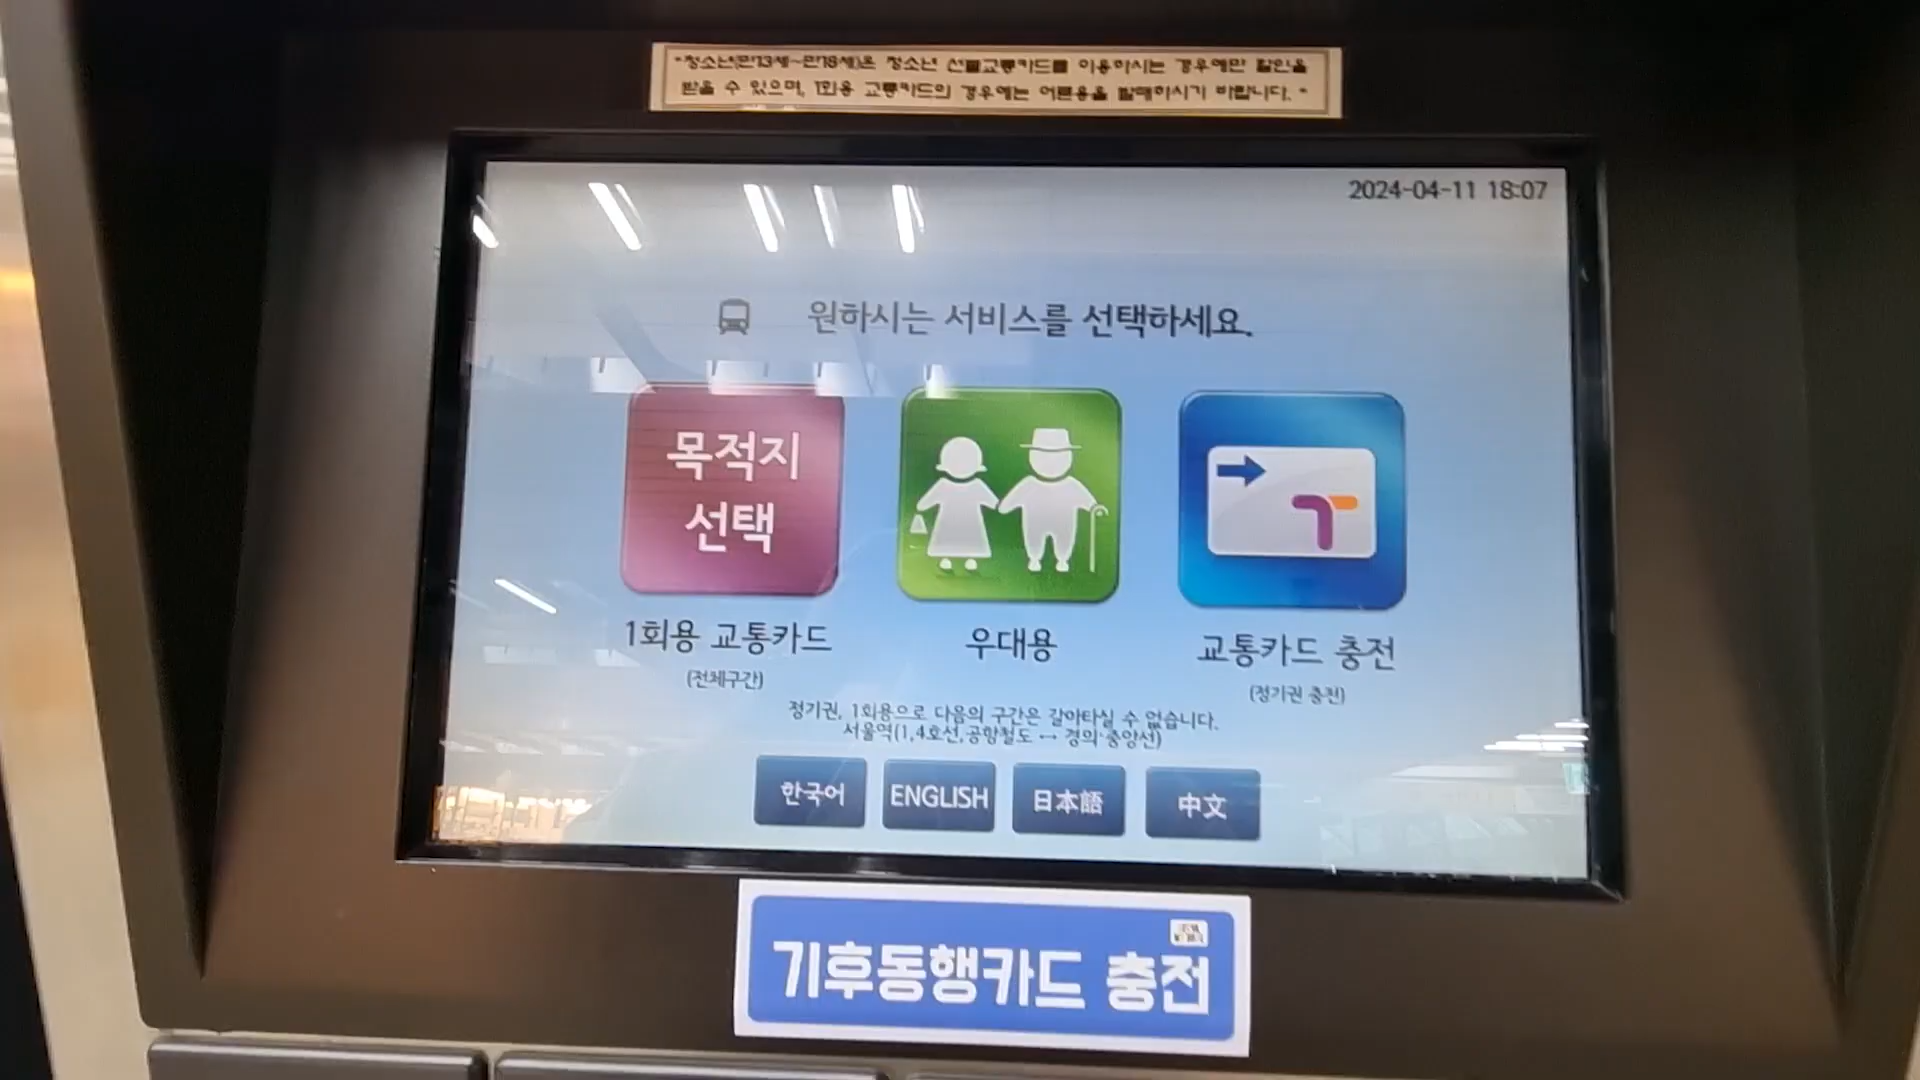 "청소년(만13세~만18세)은 청소년 선불교통카드를 이용하시는 경우에만 할인을
받을 수 있으며, 1회용 교통카드의 경우에는 어른용을 발매하시기 바랍니다."
2024-04-11 18:07
원하시는 서비스를 선택하세요.
목적지
선택
1회용 교통카드
(전체구간)
우대용
교통카드 충전
(정기권 충전)
정기권, 1회용으로 다음의 구간은 갈아타실 수 없습니다.
서울역(1,4호선,공항철도 ↔ 경의·중앙선)
한국어
ENGLISH
日本語
中文
기후동행카드 충전